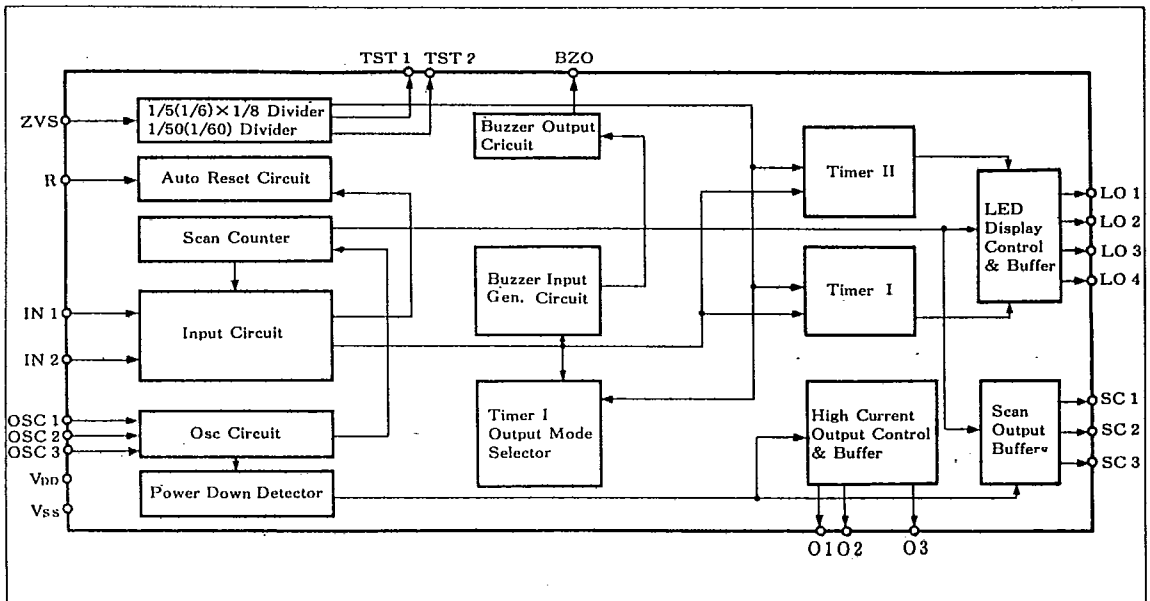 TST 1 TST 2 BZO
ZVS
1/5(1/6)×1/8 Divider
1/50(1/60) Divider
Buzzer Output
Cricuit
Timer II
R
Auto Reset Circuit
LED
Display
Control
& Buffer
LO 1
LO 2
LO 3
LO 4
Scan Counter
Buzzer Input
Gen. Circuit
Timer I
IN 1
IN 2
Input Circuit
Timer I
Output Mode
Selector
High Current
Output Control
& Buffer
Scan
Output
Buffers
SC 1
SC 2
SC 3
OSC 1
OSC 2
OSC 3
Osc Circuit
VDD
VSS
Power Down Detector
O1 O2 O3